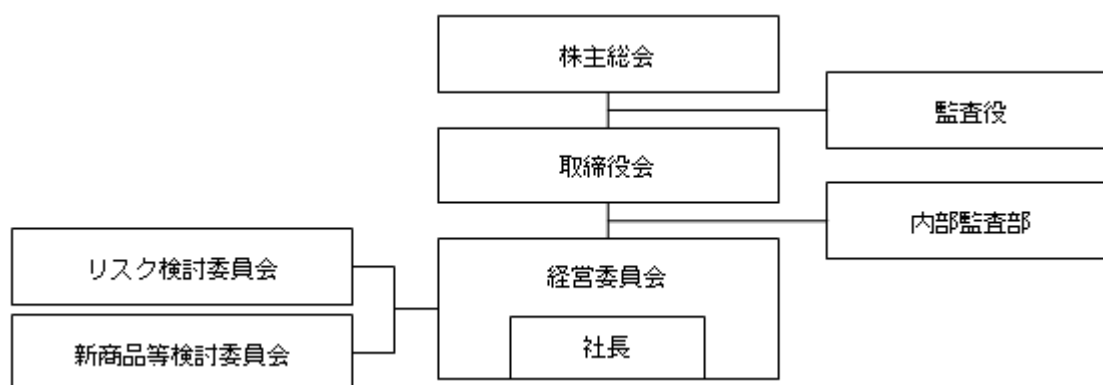 株主総会
監査役
取締役会
内部監査部
リスク検討委員会
経営委員会
新商品等検討委員会
社長